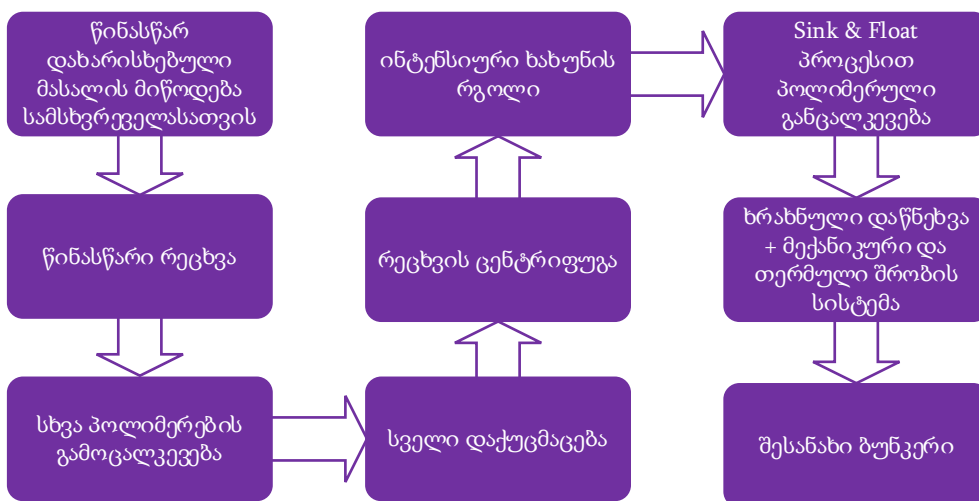 წინასწარ
დახარისხებული
მასალის მიწოდება
სამსხვრეველასათვის
წინასწარი რეცხვა
სხვა პოლიმერების
გამოცალკევება
სველი დაქუცმაცება
რეცხვის ცენტრიფუგა
ინტენსიური ხახუნის
რგოლი
Sink & Float
პროცესით
პოლიმერული
განცალკევება
ხრახნული დაწნეხვა
+ მექანიკური და
თერმული შრობის
სისტემა
შესანახი ბუნკერი